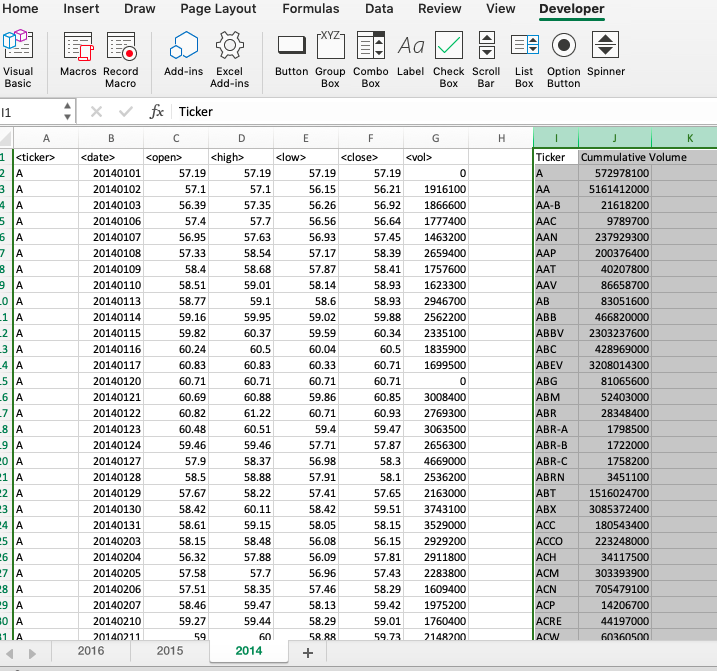 Home Insert Draw Page Layout Formulas Data Review View Developer
Visual Basic Macros Record Macro Add-ins Excel Add-ins Button Group Box Combo Box Label Check Box Scroll Bar List Box Option Button Spinner
XYZ Aa
I1 fx Ticker
A B C D E F G H I J K
1 <ticker> <date> <open> <high> <low> <close> <vol> Ticker Cummulative Volume
2 A 20140101 57.19 57.19 57.19 57.19 0 A 572978100
3 A 20140102 57.1 57.1 56.15 56.21 1916100 AA 5161412000
4 A 20140103 56.39 57.35 56.26 56.92 1866600 AA-B 21618200
5 A 20140106 57.4 57.7 56.56 56.64 1777400 AAC 9789700
6 A 20140107 56.95 57.63 56.93 57.45 1463200 AAN 237929300
7 A 20140108 57.33 58.54 57.17 58.39 2659400 AAP 200376400
8 A 20140109 58.4 58.68 57.87 58.41 1757600 AAT 40207800
9 A 20140110 58.51 59.01 58.14 58.93 1623300 AAV 86658700
.0 A 20140113 58.77 59.1 58.6 58.93 2946700 AB 83051600
.1 A 20140114 59.16 59.95 59.02 59.88 2562200 ABB 466820000
.2 A 20140115 59.82 60.37 59.59 60.34 2335100 ABBV 2303237600
.3 A 20140116 60.24 60.5 60.04 60.5 1835900 ABC 428969000
.4 A 20140117 60.83 60.83 60.33 60.71 1699500 ABEV 3208014300
.5 A 20140120 60.71 60.71 60.71 60.71 0 ABG 81065600
.6 A 20140121 60.69 60.88 59.86 60.85 3008400 ABM 52403000
.7 A 20140122 60.82 61.22 60.71 60.93 2769300 ABR 28348400
.8 A 20140123 60.48 60.51 59.4 59.47 3063500 ABR-A 1798500
.9 A 20140124 59.46 59.46 57.71 57.87 2656300 ABR-B 1722000
20 A 20140127 57.9 58.37 56.98 58.3 4669000 ABR-C 1758200
21 A 20140128 58.5 58.88 57.91 58.1 2536200 ABRN 3451100
22 A 20140129 57.67 58.22 57.41 57.65 2163000 ABT 1516024700
23 A 20140130 58.42 60.11 58.42 59.51 3743100 ABX 3085372400
24 A 20140131 58.61 59.15 58.05 58.15 3529000 ACC 180543400
25 A 20140203 58.15 58.48 56.08 56.15 2929200 ACCO 223248000
26 A 20140204 56.32 57.88 56.09 57.81 2911800 ACH 34117500
27 A 20140205 57.58 57.7 56.96 57.43 2283800 ACM 303393900
28 A 20140206 57.51 58.35 57.46 58.29 1609400 ACN 705479100
29 A 20140207 58.46 59.47 58.13 59.42 1975200 ACP 14206700
30 A 20140210 59.27 59.44 58.29 59.01 1760400 ACRE 44197000
31 A 20140211 59 60 58.88 59.73 2148200 ACW 60360500
2016 2015 2014 +